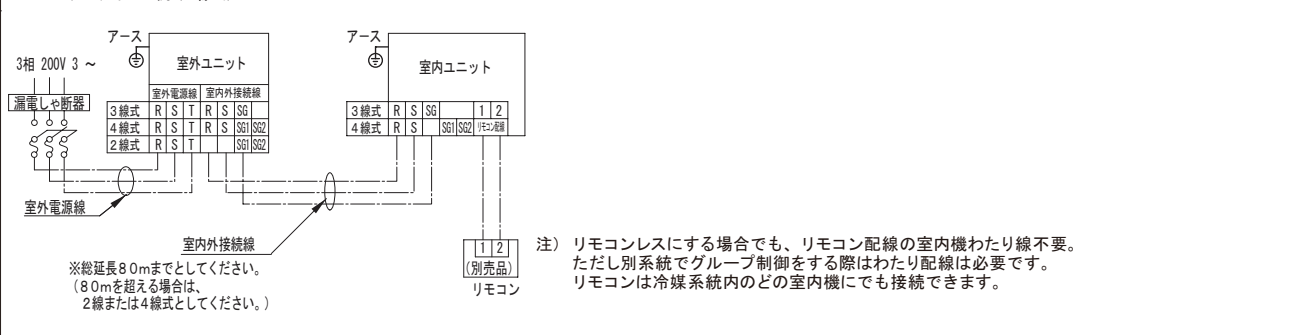 アース
3相 200V 3 ～
室外ユニット
漏電しゃ断器
室外電源線 室内外接続線
3線式 R S T R S SG
4線式 R S T R S SG1 SG2
2線式 R S T SG1 SG2
室外電源線
アース
室内ユニット
3線式 R S SG 1 2
4線式 R S SG1 SG2 リモコン配線
室内外接続線
※総延長80mまでとしてください。
(80mを超える場合は、
2線または4線式としてください。)
1 2
(別売品)
リモコン
注) リモコンレスにする場合でも、リモコン配線の室内機わたり線不要。
ただし別系統でグループ制御をする際はわたり配線は必要です。
リモコンは冷媒系統内のどの室内機にでも接続できます。